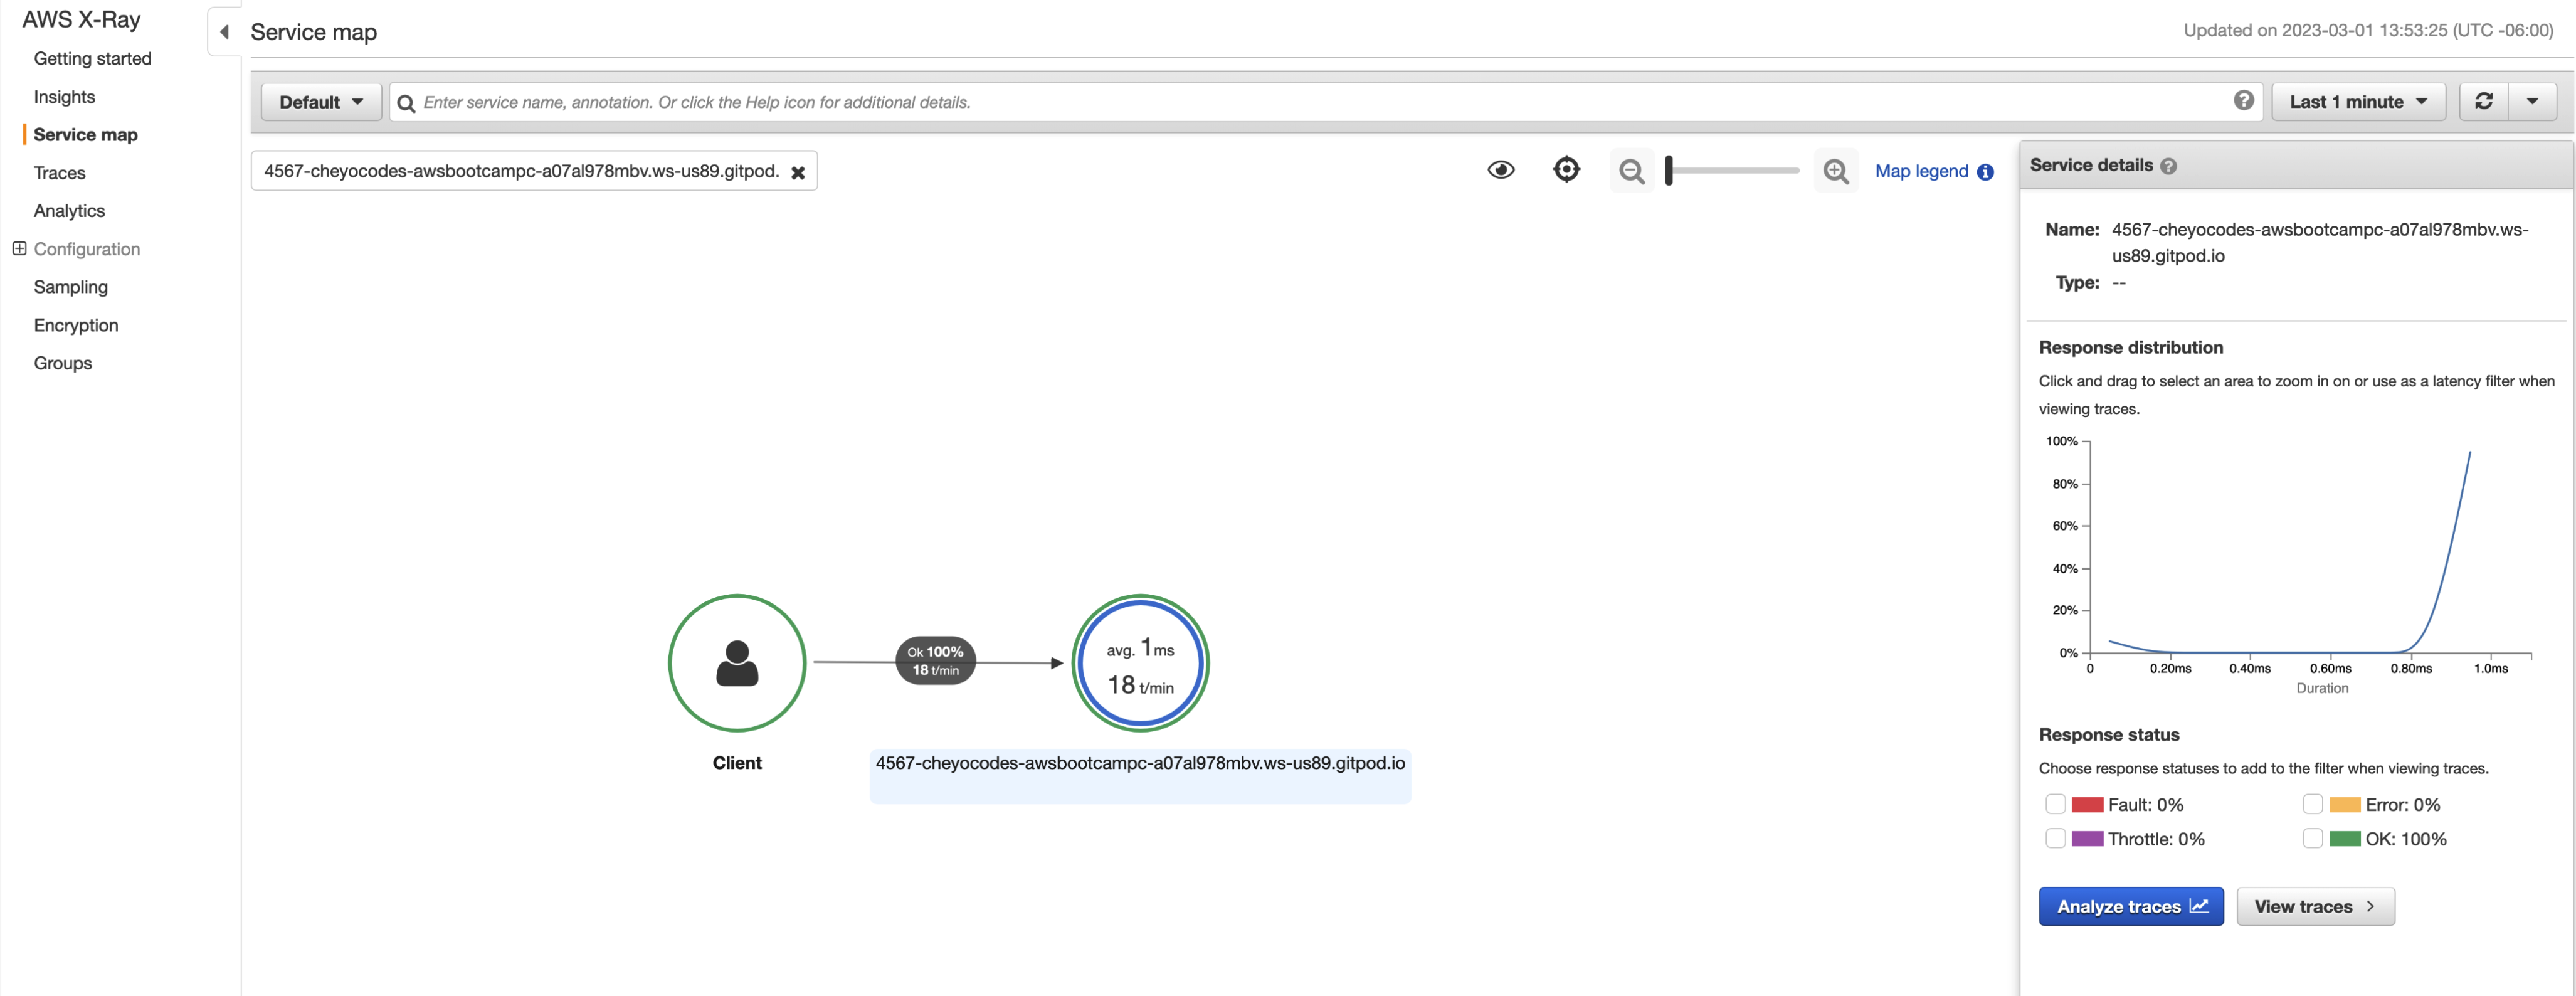 AWS X-Ray
Getting started
Insights
Service map
Traces
Analytics
Configuration
Sampling
Encryption
Groups
Service map
Updated on 2023-03-01 13:53:25 (UTC -06:00)
Default
Enter service name, annotation. Or click the Help icon for additional details.
Last 1 minute
4567-cheyocodes-awsbootcampc-a07al978mbv.ws-us89.gitpod.
Map legend
Ok 100%
18 t/min
avg. 1ms
18 t/min
Client
4567-cheyocodes-awsbootcampc-a07al978mbv.ws-us89.gitpod.io
Service details
Name: 4567-cheyocodes-awsbootcampc-a07al978mbv.ws-
us89.gitpod.io
Type: --
Response distribution
Click and drag to select an area to zoom in on or use as a latency filter when
viewing traces.
100%
80%
60%
40%
20%
0%
0 0.20ms 0.40ms 0.60ms 0.80ms 1.0ms
Duration
Response status
Choose response statuses to add to the filter when viewing traces.
Fault: 0% Error: 0%
Throttle: 0% OK: 100%
Analyze traces View traces